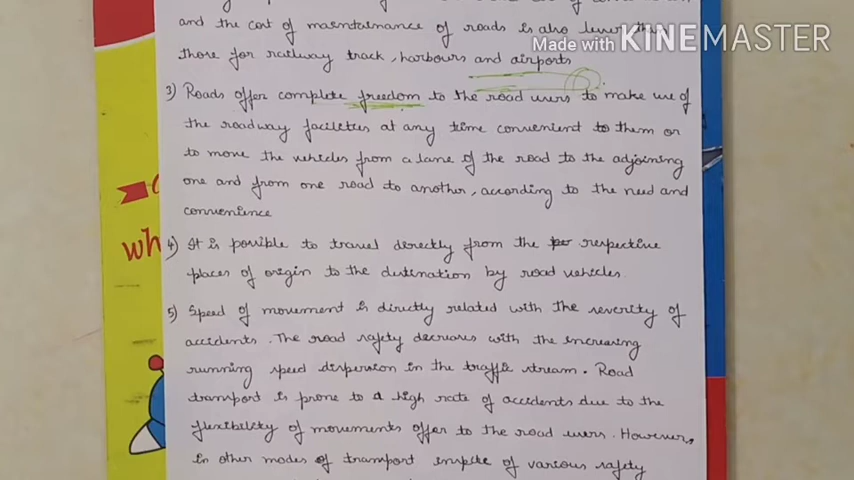 and the cost of maentainance of roads is also lever than
those for railway track, harbours and airports
Made with KINEMASTER
3) Roads offer complete freedom to the road users to make use of
the roadway facilities at any time convenient to them or
to move the vehicles from a lane of the road to the adjoining
one and from one road to another, according to the need and
convenience
4) It is possible to travel derectly from the respective
places of origin to the destination by road vehicles.
5) Speed of movement is directly related with the severity of
accidents. The road safety decreases with the increasing
running speed dispersion in the traffic stream. Road
transport is prone to a high rate of accidents due to the
flexibility of movements offer to the road users. However,
in other modes of transport inspite of various safety
wh